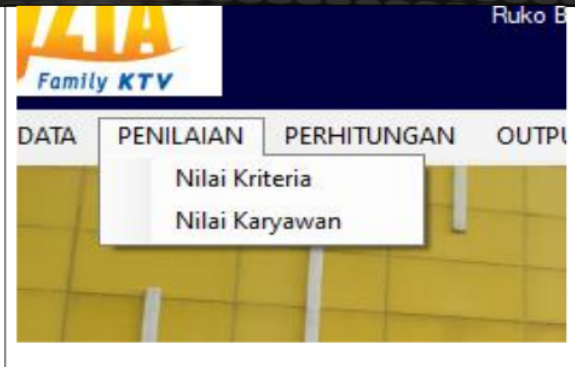 Ruko B
Family KTV
DATA PENILAIAN PERHITUNGAN OUTPU
Nilai Kriteria
Nilai Karyawan